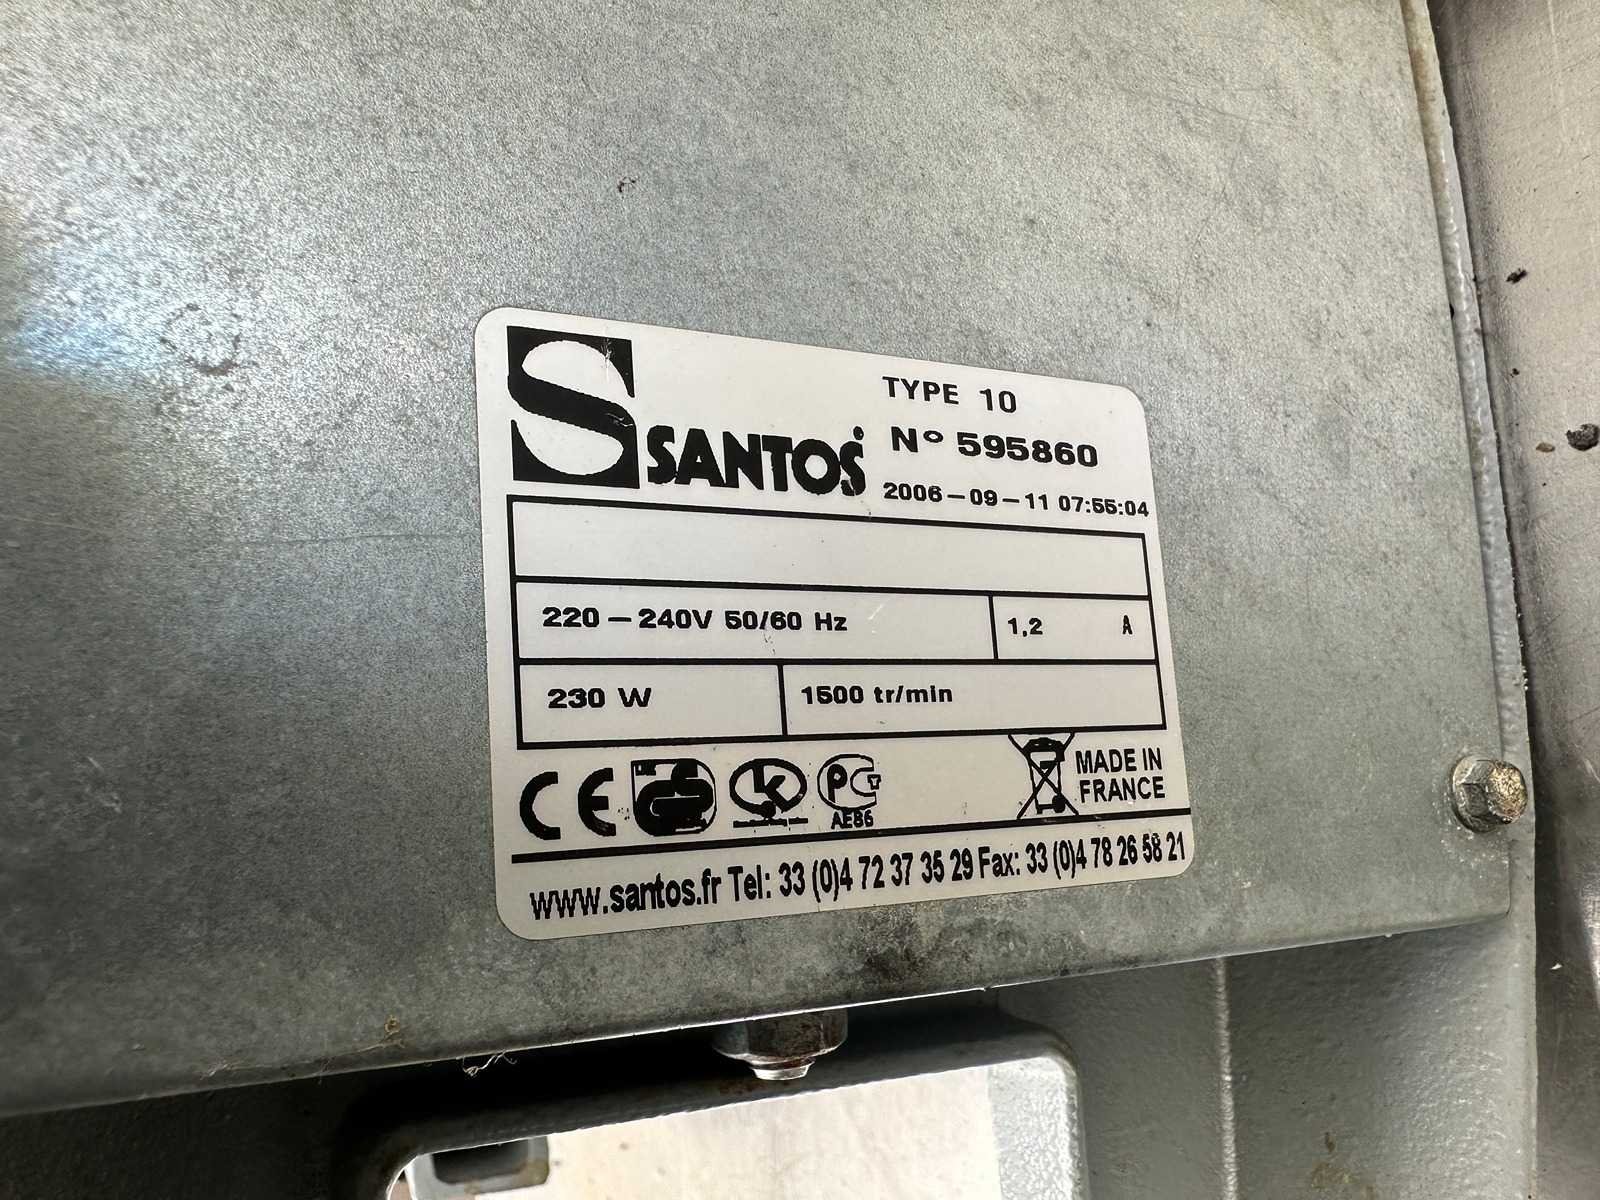 TYPE 10
S SANTOS
N° 595860
2006-09-11 07:55:04
220-240V 50/60 Hz
1,2 A
230 W
1500 tr/min
CE
GS
K
PCT
AE86
MADE IN
FRANCE
www.santos.fr Tel: 33 (0)4 72 37 35 29 Fax: 33 (0)4 78 26 58 21